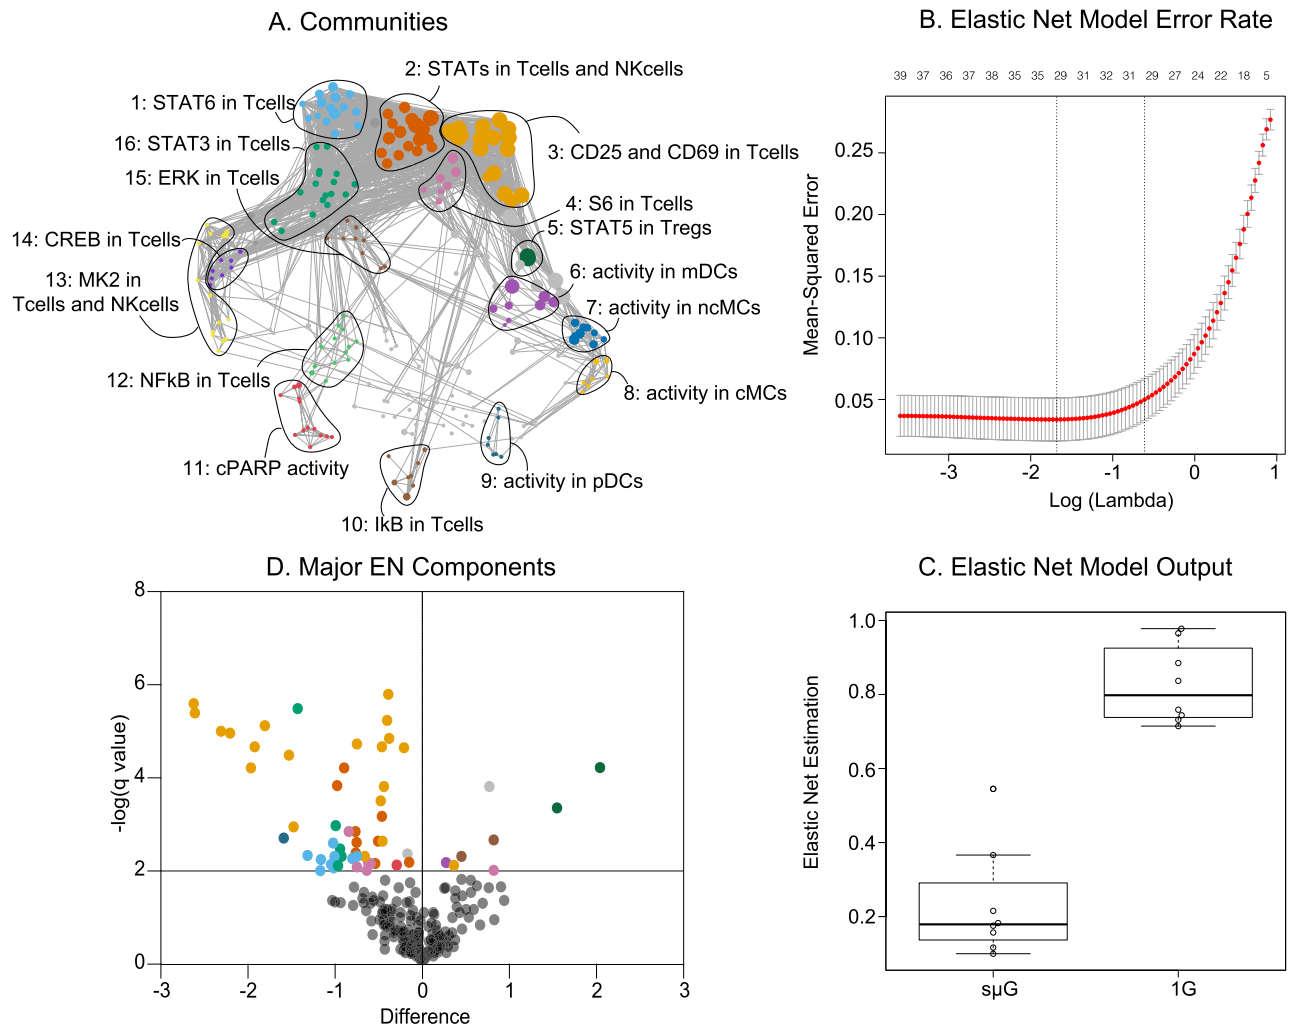 A. Communities
2: STATs in Tcells and NKcells
1: STAT6 in Tcells
16: STAT3 in Tcells
15: ERK in Tcells
3: CD25 and CD69 in Tcells
4: S6 in Tcells
5: STAT5 in Tregs
14: CREB in Tcells
13: MK2 in
Tcells and NKcells
6: activity in mDCs
7: activity in ncMCs
12: NFkB in Tcells
8: activity in cMCs
11: cPARP activity
9: activity in pDCs
10: IkB in Tcells
B. Elastic Net Model Error Rate
39 37 36 37 38 35 35 29 31 32 31 29 27 24 22 18 5
Mean-Squared Error
0.25
0.20
0.15
0.10
0.05
-3 -2 -1 0 1
Log (Lambda)
D. Major EN Components
-log(q value)
8
6
4
2
0
-3 -2 -1 0 1 2 3
Difference
C. Elastic Net Model Output
Elastic Net Estimation
1.0
0.8
0.6
0.4
0.2
sµG 1G